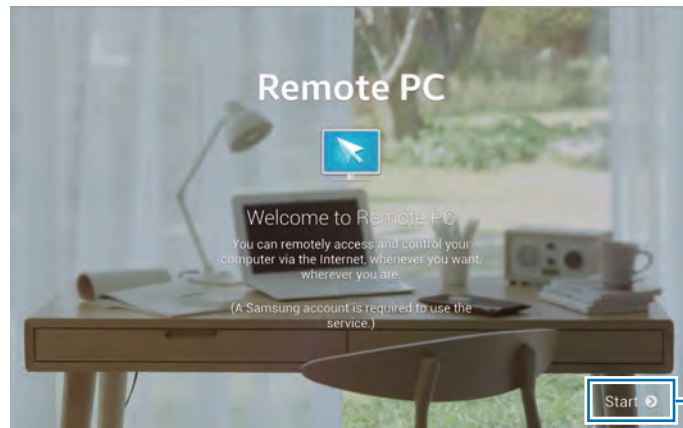 Remote PC
Welcome to Remote PC
You can remotely access and control your
computer via the Internet, whenever you want,
wherever you are.
(A Samsung account is required to use the
service.)
Start